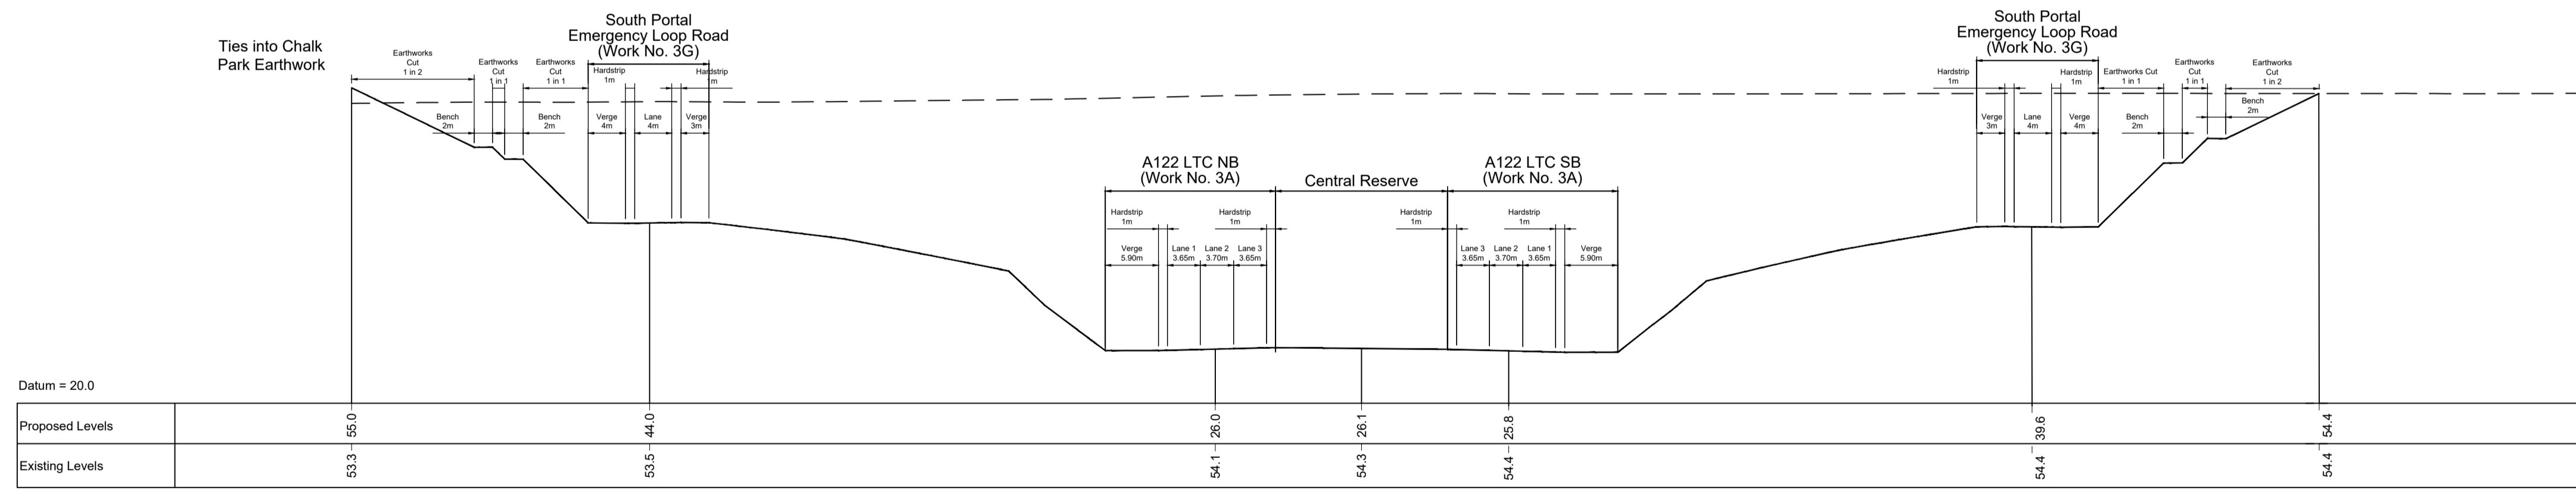 Ties into Chalk
Park Earthwork
Earthworks
Cut
1 in 2
Bench
2m
Earthworks
Cut
1 in 1
Earthworks
Cut
1 in 1
Bench
2m
South Portal
Emergency Loop Road
(Work No. 3G)
Hardstrip
1m
Hardstrip
1m
Verge
4m
Lane
4m
Verge
3m
A122 LTC NB
(Work No. 3A)
Central Reserve
A122 LTC SB
(Work No. 3A)
Hardstrip
1m
Hardstrip
1m
Verge
5.90m
Lane 1
3.65m
Lane 2
3.70m
Lane 3
3.65m
Hardstrip
1m
Hardstrip
1m
Lane 3
3.65m
Lane 2
3.70m
Lane 1
3.65m
Verge
5.90m
South Portal
Emergency Loop Road
(Work No. 3G)
Hardstrip
1m
Hardstrip
1m
Verge
3m
Lane
4m
Verge
4m
Earthworks Cut
1 in 1
Bench
2m
Earthworks
Cut
1 in 1
Earthworks
Cut
1 in 2
Bench
2m
Datum = 20.0
Proposed Levels
55.0
44.0
26.0
26.1
25.8
39.6
54.4
Existing Levels
53.3
53.5
54.1
54.3
54.4
54.4
54.4